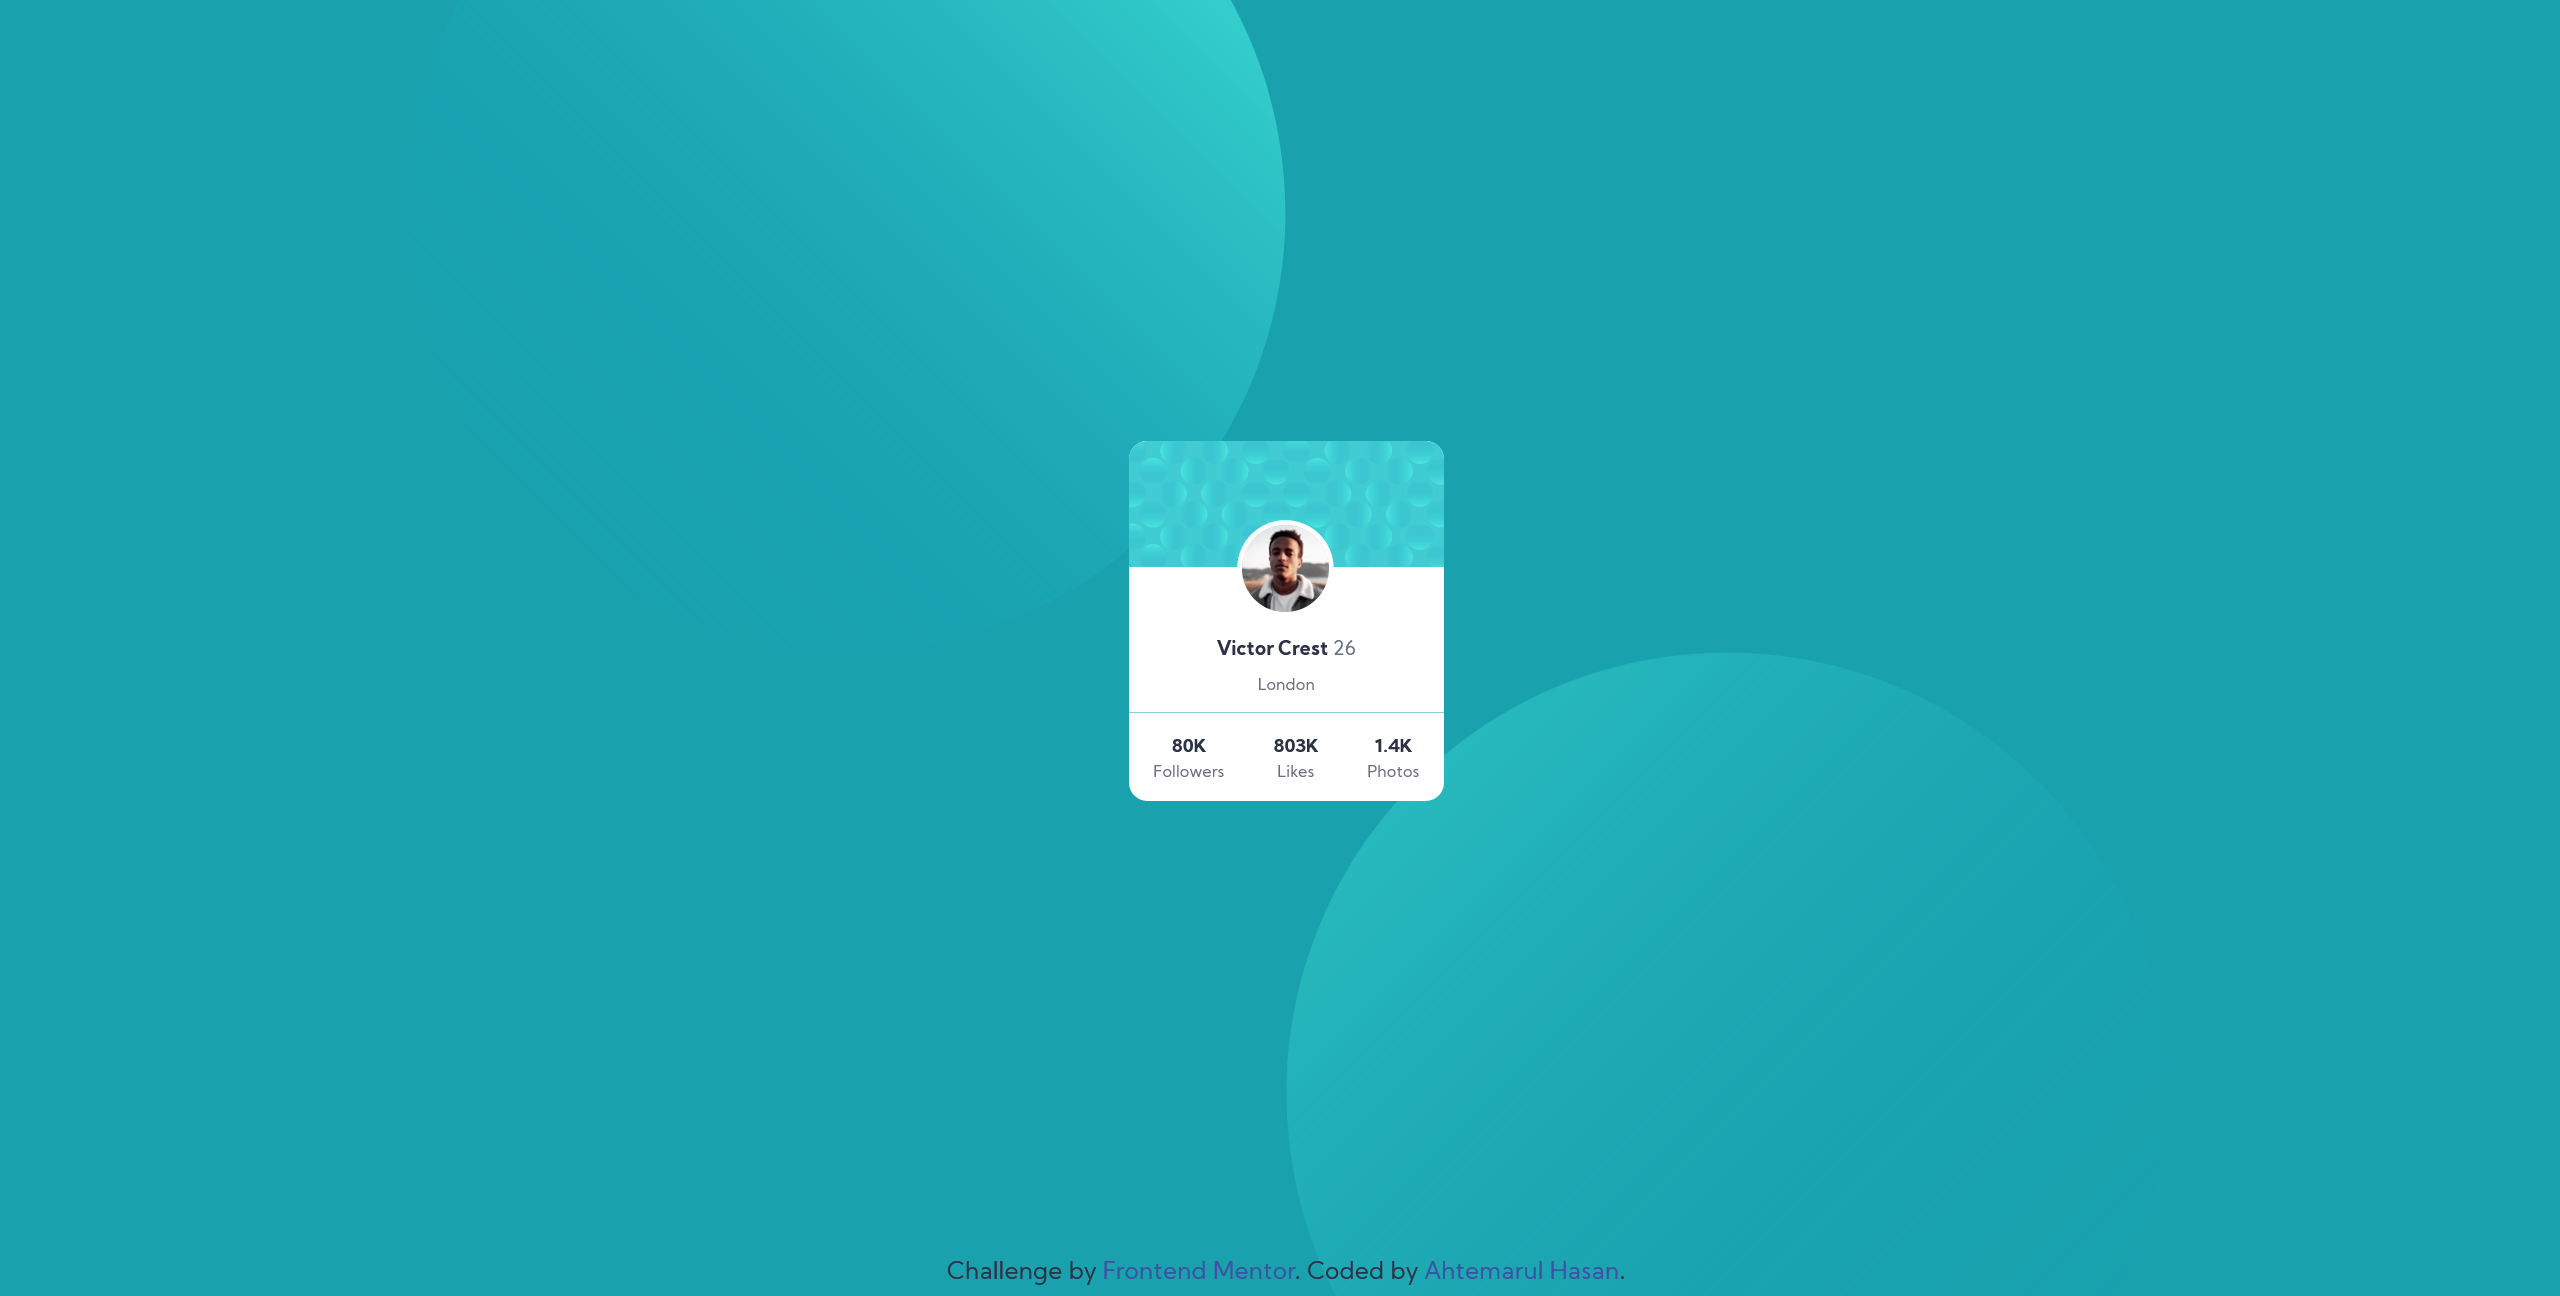 Victor Crest 26
London
80K 803K 1.4K
Followers Likes Photos
Challenge by Frontend Mentor. Coded by Ahtemarul Hasan.